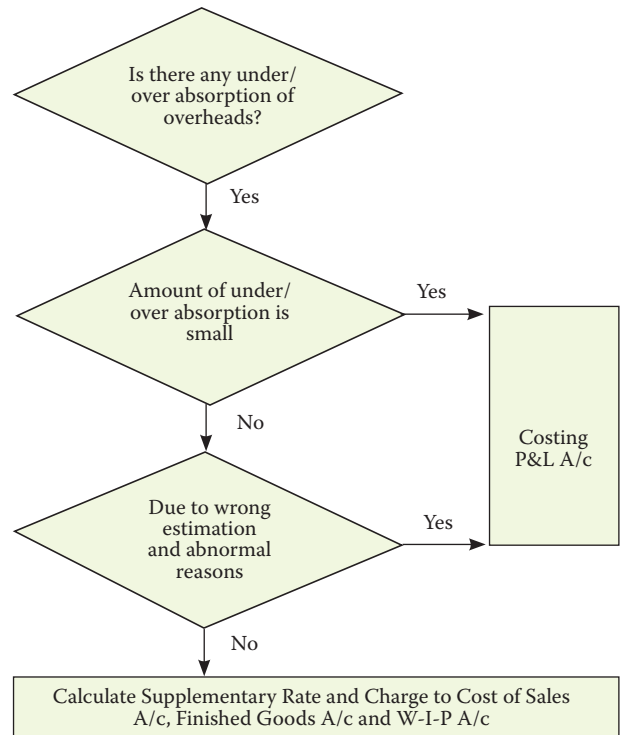 Is there any under/
over absorption of
overheads?
Yes
Amount of under/
over absorption is
small
Yes
No
Costing
P&L A/c
Due to wrong
estimation
and abnormal
reasons
Yes
No
Calculate Supplementary Rate and Charge to Cost of Sales
A/c, Finished Goods A/c and W-I-P A/c